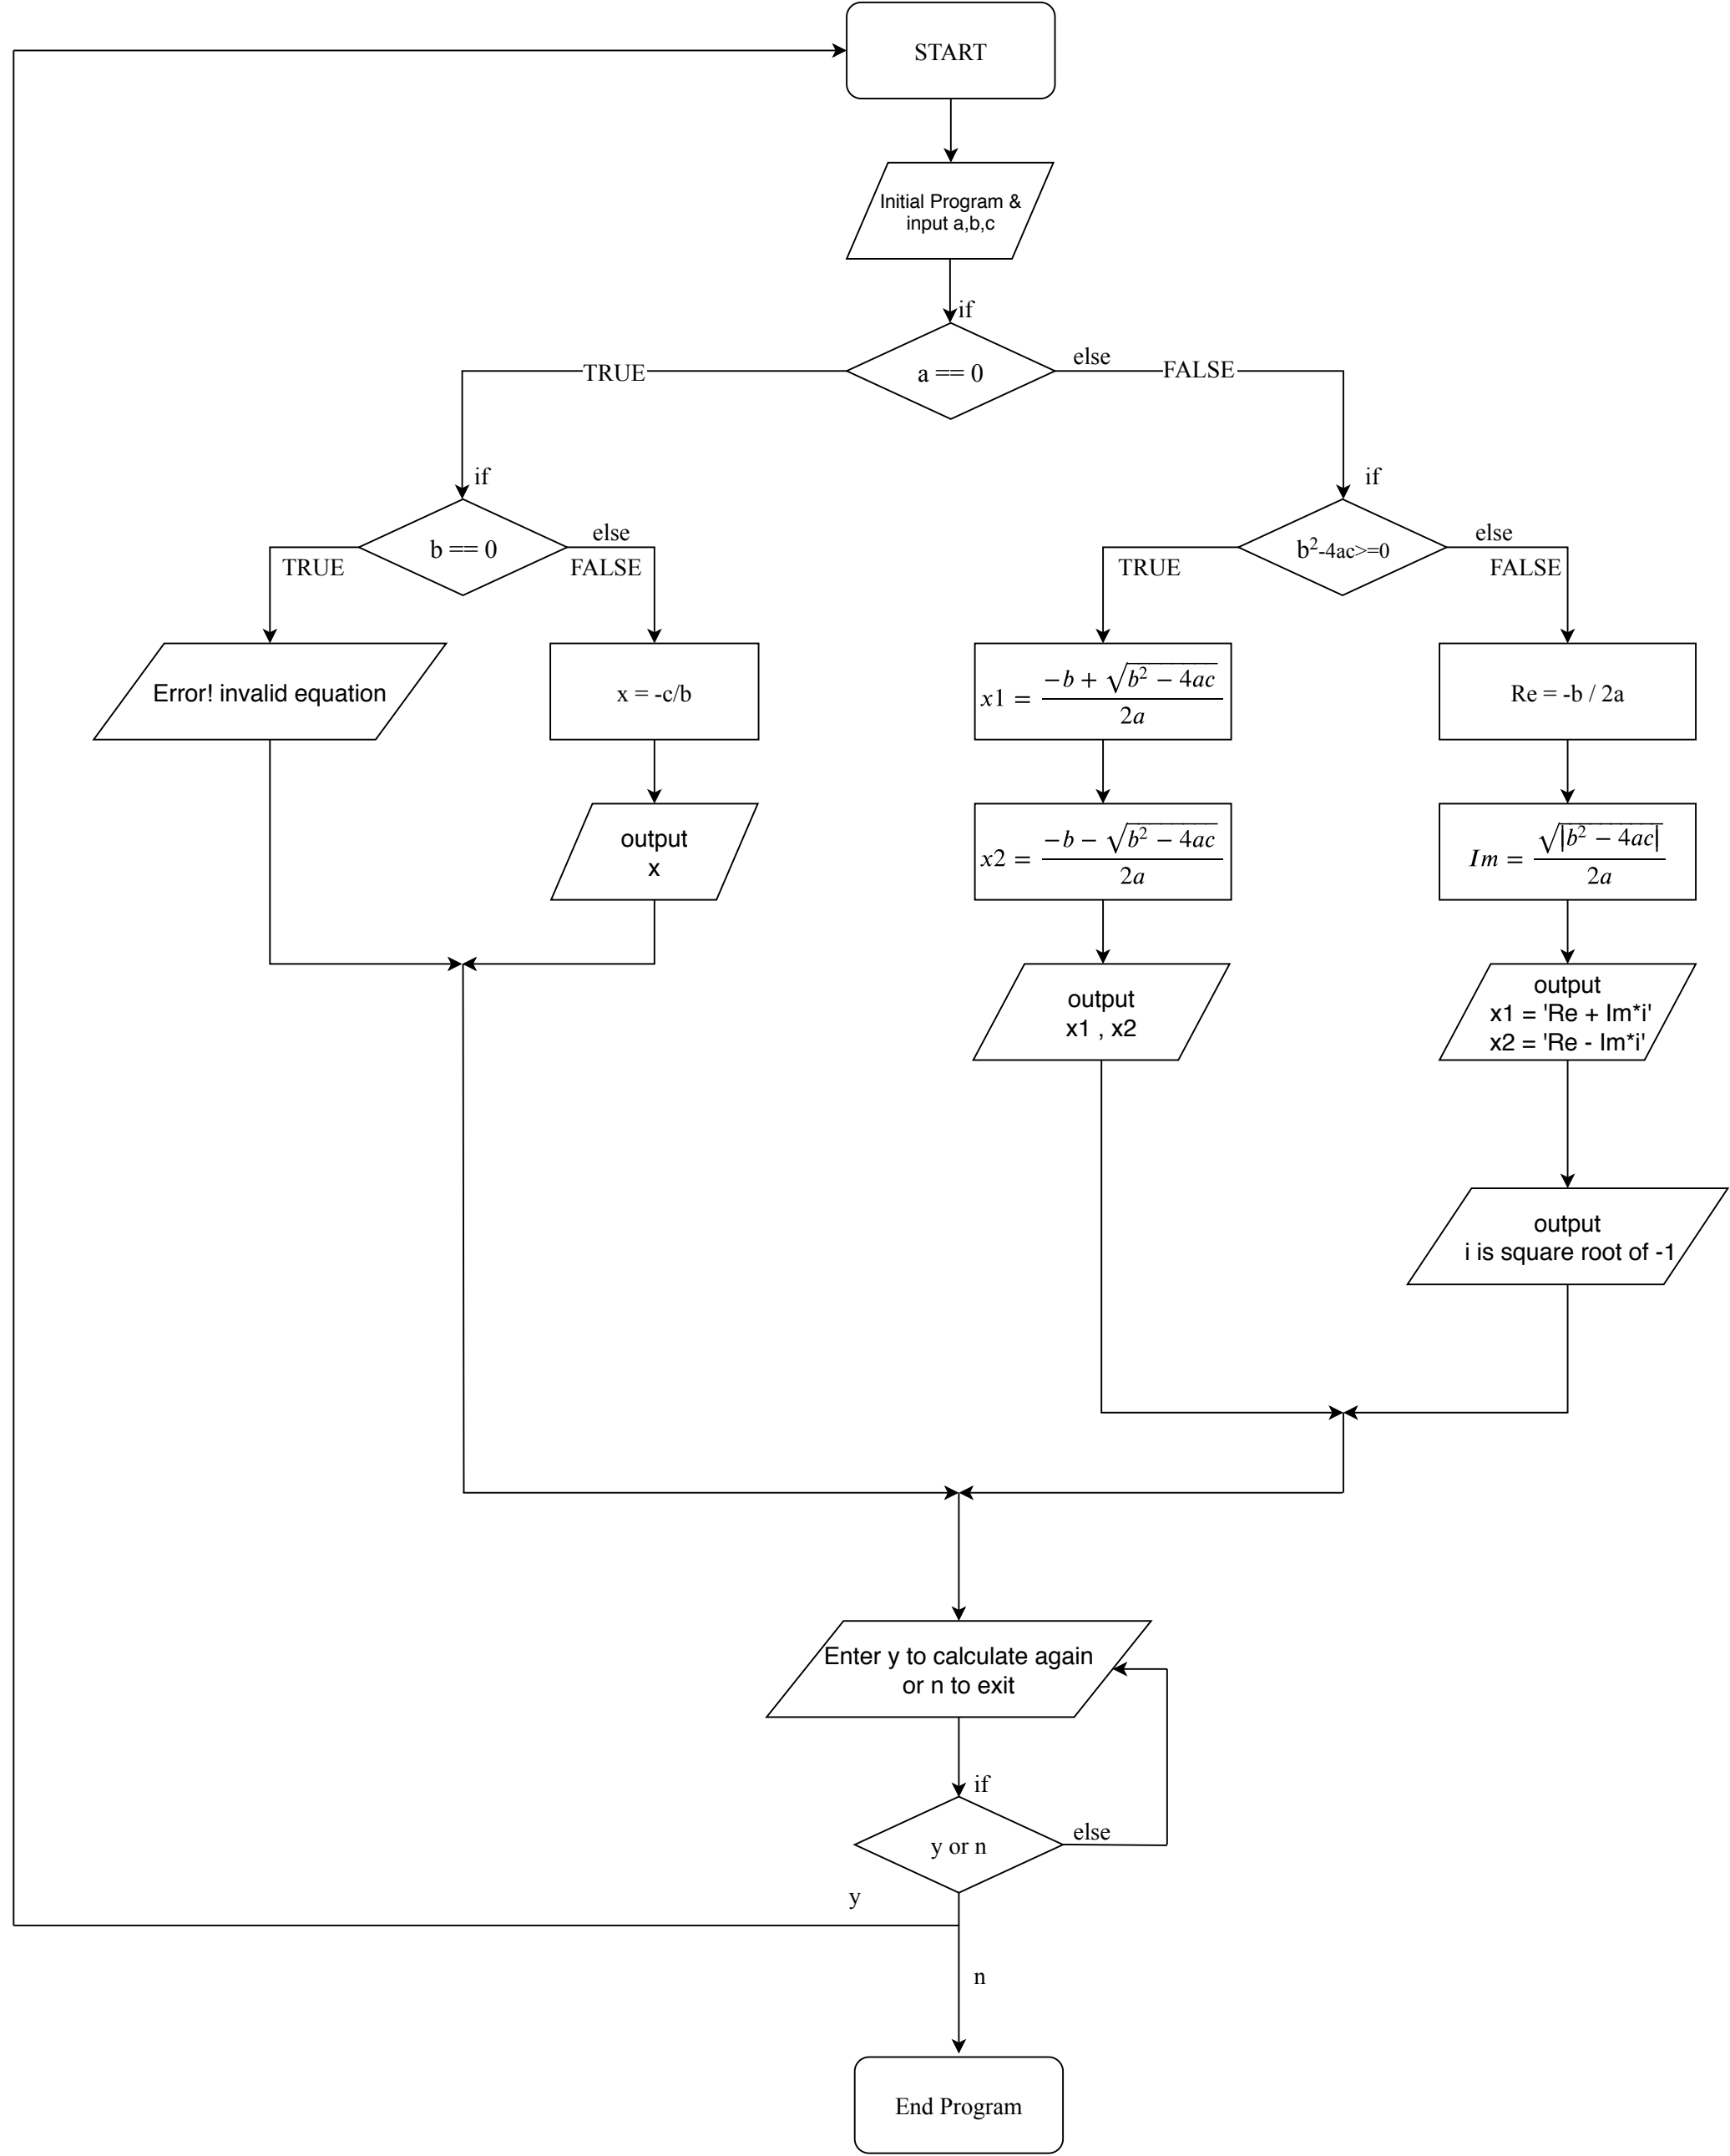 START
Initial Program &
input a,b,c
if
a == 0
TRUE
else
FALSE
if
b == 0
TRUE
else
FALSE
if
b²-4ac>=0
TRUE
else
FALSE
Error! invalid equation
x = -c/b
x1 = (-b + √(b² - 4ac)) / 2a
Re = -b / 2a
output
x
x2 = (-b - √(b² - 4ac)) / 2a
Im = √|b² - 4ac| / 2a
output
x1 , x2
output
x1 = 'Re + Im*i'
x2 = 'Re - Im*i'
output
i is square root of -1
Enter y to calculate again
or n to exit
if
y or n
else
y
n
End Program